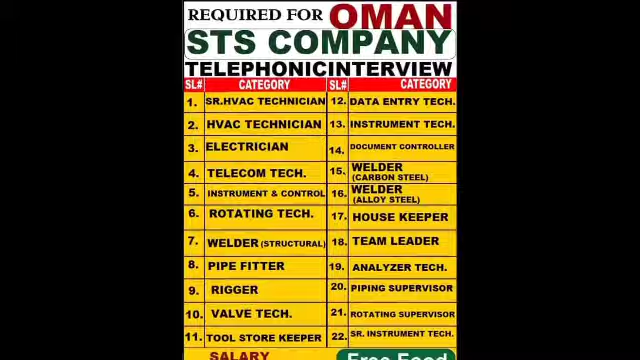 REQUIRED FOR OMAN
STS COMPANY
TELEPHONICINTERVIEW
SL# CATEGORY SL# CATEGORY
1. SR.HVAC TECHNICIAN 12. DATA ENTRY TECH.
2. HVAC TECHNICIAN 13. INSTRUMENT TECH.
3. ELECTRICIAN 14. DOCUMENT CONTROLLER
4. TELECOM TECH. 15. WELDER (CARBON STEEL)
5. INSTRUMENT & CONTROL 16. WELDER (ALLOY STEEL)
6. ROTATING TECH. 17. HOUSE KEEPER
7. WELDER (STRUCTURAL) 18. TEAM LEADER
8. PIPE FITTER 19. ANALYZER TECH.
9. RIGGER 20. PIPING SUPERVISOR
10. VALVE TECH. 21. ROTATING SUPERVISOR
11. TOOL STORE KEEPER 22. SR. INSTRUMENT TECH.
SALARY Free Food